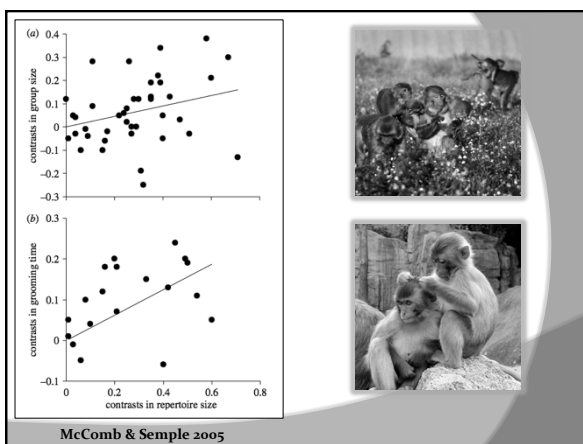 (a)
0.4
0.3
0.2
0.1
0
−0.1
−0.2
0.3
contrasts in group size
(b)
0.3
0.2
0.1
0
−0.1
contrasts in grooming time
0 0.2 0.4 0.6 0.8
contrasts in repertoire size
McComb & Semple 2005